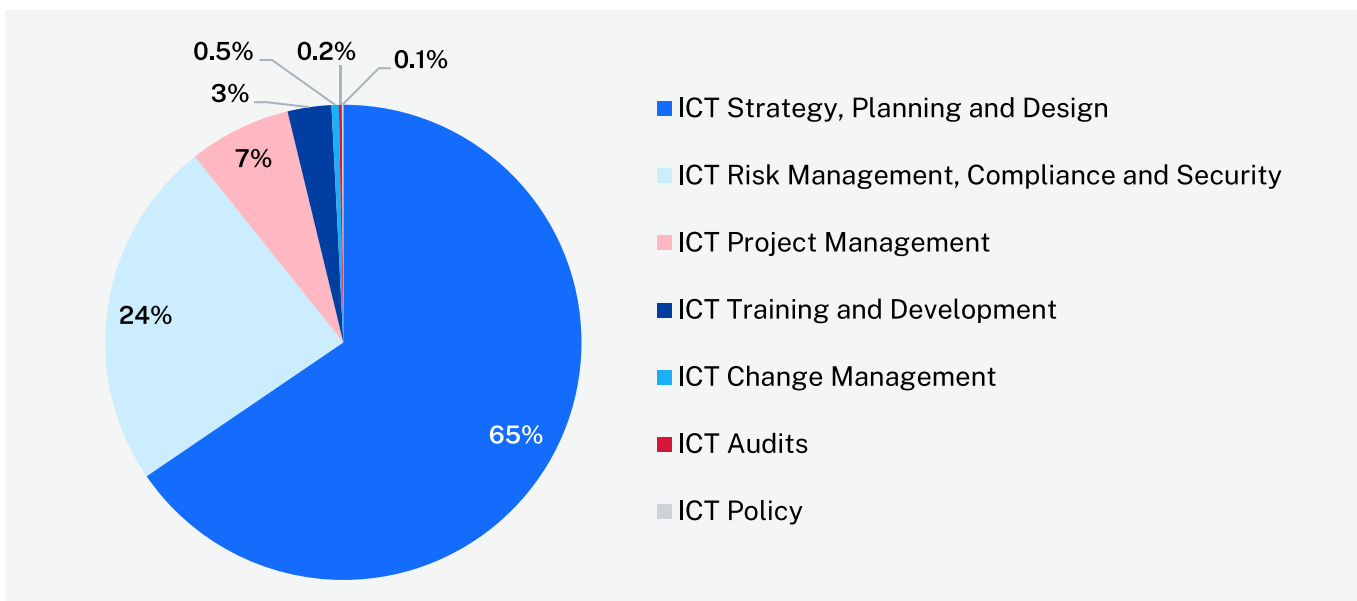 0.5%
0.2%
0.1%
3%
7%
24%
65%
ICT Strategy, Planning and Design
ICT Risk Management, Compliance and Security
ICT Project Management
ICT Training and Development
ICT Change Management
ICT Audits
ICT Policy